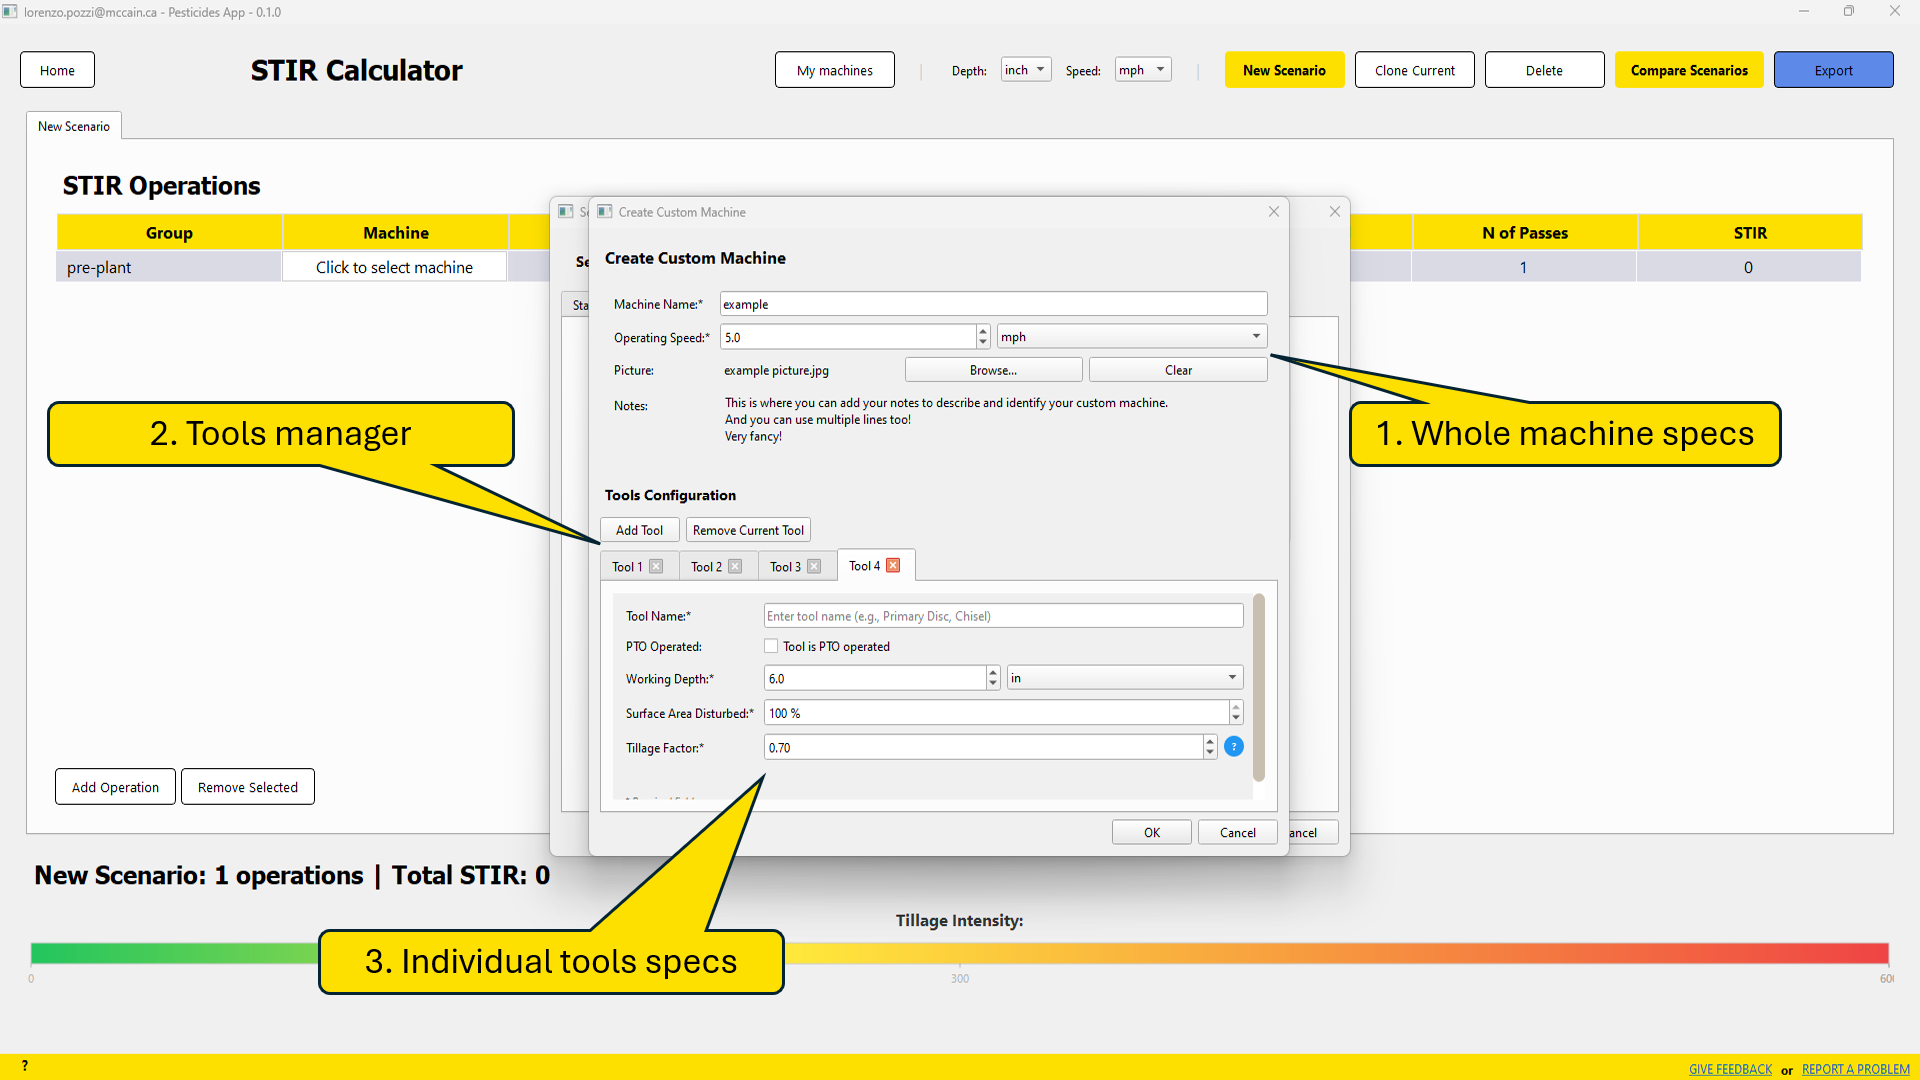 lorenzo.pozzi@mccain.ca - Pesticides App - 0.1.0
Home
STIR Calculator
My machines
Depth:
inch
Speed:
mph
New Scenario
Clone Current
Delete
Compare Scenarios
Export
New Scenario
STIR Operations
Group
Machine
N of Passes
STIR
pre-plant
Click to select machine
1
0
Create Custom Machine
Create Custom Machine
Machine Name:*
example
Operating Speed:*
5.0
mph
Picture:
example picture.jpg
Browse...
Clear
Notes:
This is where you can add your notes to describe and identify your custom machine.
And you can use multiple lines too!
Very fancy!
1. Whole machine specs
2. Tools manager
Tools Configuration
Add Tool
Remove Current Tool
Tool 1
Tool 2
Tool 3
Tool 4
Tool Name:*
Enter tool name (e.g., Primary Disc, Chisel)
PTO Operated:
Tool is PTO operated
Working Depth:*
6.0
in
Surface Area Disturbed:*
100 %
Tillage Factor:*
0.70
?
OK
Cancel
ancel
Add Operation
Remove Selected
3. Individual tools specs
New Scenario: 1 operations | Total STIR: 0
Tillage Intensity:
0
300
600
?
GIVE FEEDBACK or REPORT A PROBLEM